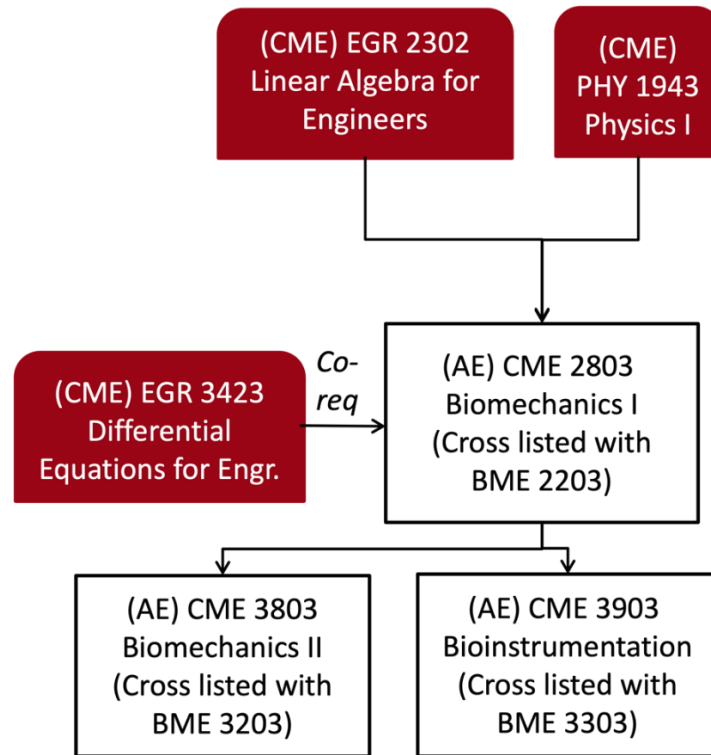 (CME) EGR 2302
Linear Algebra for
Engineers
(CME)
PHY 1943
Physics I
Co-
req
(CME) EGR 3423
Differential
Equations for Engr.
(AE) CME 2803
Biomechanics I
(Cross listed with
BME 2203)
(AE) CME 3803
Biomechanics II
(Cross listed with
BME 3203)
(AE) CME 3903
Bioinstrumentation
(Cross listed with
BME 3303)